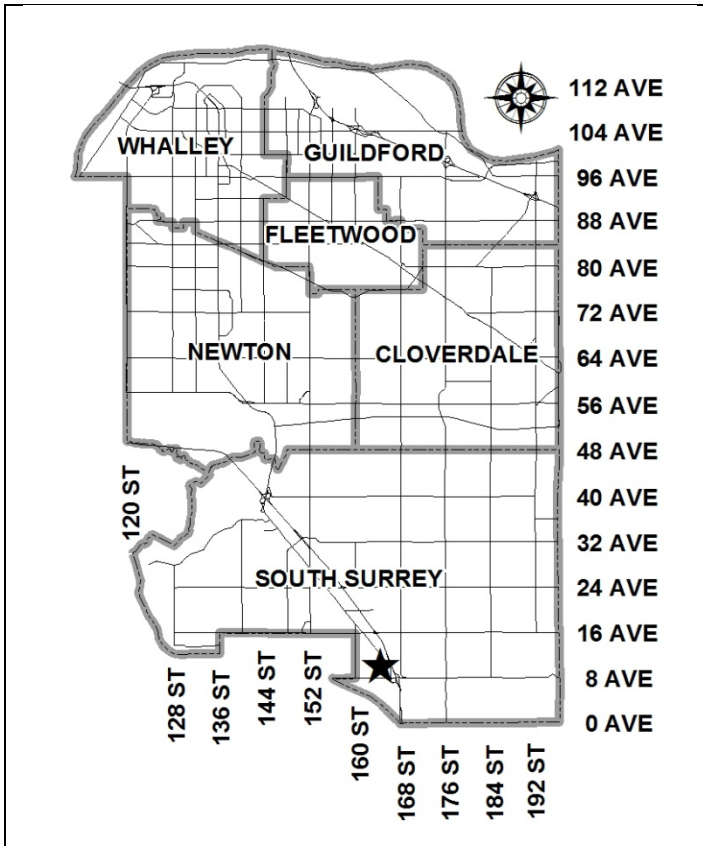 112 AVE
104 AVE
WHALLEY
GUILDFORD
96 AVE
88 AVE
FLEETWOOD
80 AVE
72 AVE
NEWTON
CLOVERDALE
64 AVE
56 AVE
48 AVE
120 ST
40 AVE
32 AVE
SOUTH SURREY
24 AVE
16 AVE
8 AVE
0 AVE
128 ST
136 ST
144 ST
152 ST
160 ST
168 ST
176 ST
184 ST
192 ST